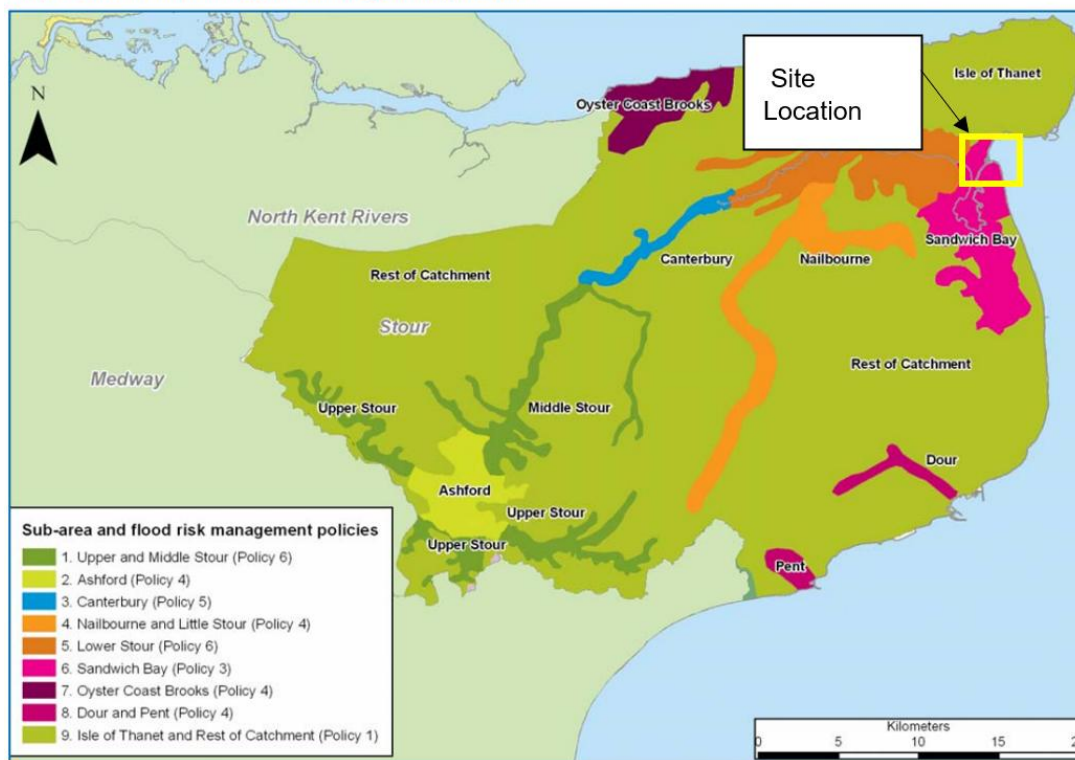 N
Site
Location
Isle of Thanet
Oyster Coast Brooks
North Kent Rivers
Sandwich Bay
Canterbury
Nailbourne
Rest of Catchment
Stour
Rest of Catchment
Medway
Upper Stour
Middle Stour
Dour
Ashford
Upper Stour
Upper Stour
Pent
Sub-area and flood risk management policies
1. Upper and Middle Stour (Policy 6)
2. Ashford (Policy 4)
3. Canterbury (Policy 5)
4. Nailbourne and Little Stour (Policy 4)
5. Lower Stour (Policy 6)
6. Sandwich Bay (Policy 3)
7. Oyster Coast Brooks (Policy 4)
8. Dour and Pent (Policy 4)
9. Isle of Thanet and Rest of Catchment (Policy 1)
Kilometers
0 5 10 15